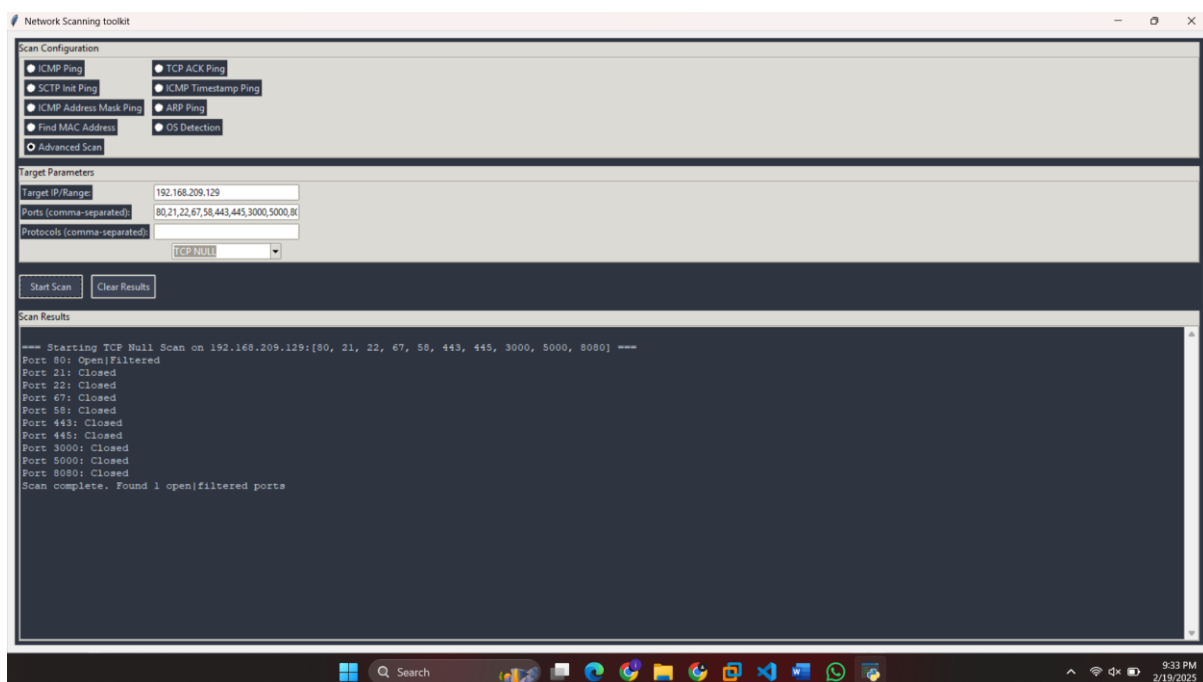 Network Scanning toolkit
Scan Configuration
ICMP Ping TCP ACK Ping
SCTP Init Ping ICMP Timestamp Ping
ICMP Address Mask Ping ARP Ping
Find MAC Address OS Detection
Advanced Scan
Target Parameters
Target IP/Range: 192.168.209.129
Ports (comma-separated): 80,21,22,67,58,443,445,3000,5000,80
Protocols (comma-separated):
TCP NULL
Start Scan Clear Results
Scan Results
=== Starting TCP Null Scan on 192.168.209.129:[80, 21, 22, 67, 58, 443, 445, 3000, 5000, 8080] ===
Port 80: Open|Filtered
Port 21: Closed
Port 22: Closed
Port 67: Closed
Port 58: Closed
Port 443: Closed
Port 445: Closed
Port 3000: Closed
Port 5000: Closed
Port 8080: Closed
Scan complete. Found 1 open|filtered ports
Search
9:33 PM
2/19/2025